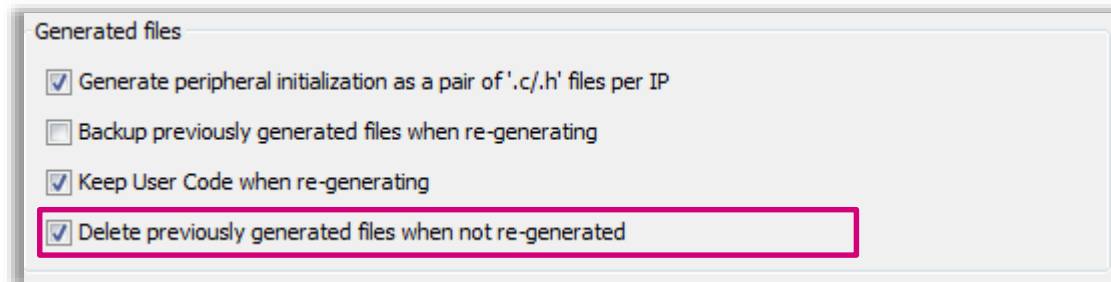 Generated files
Generate peripheral initialization as a pair of '.c/.h' files per IP
Backup previously generated files when re-generating
Keep User Code when re-generating
Delete previously generated files when not re-generated